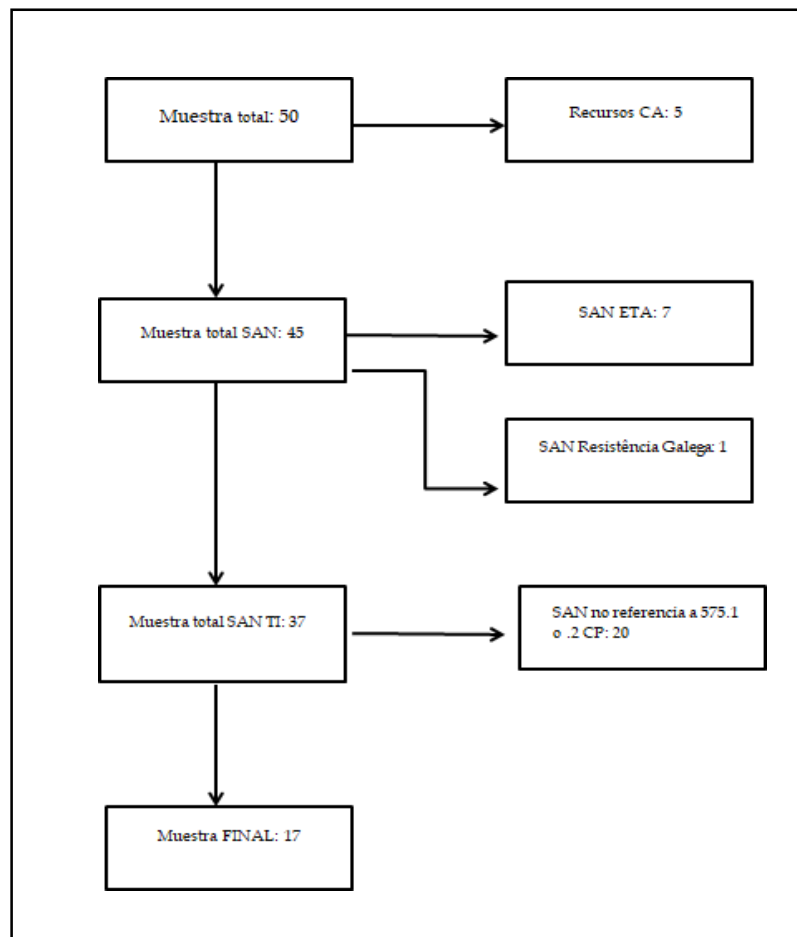 Muestra total: 50
Recursos CA: 5
Muestra total SAN: 45
SAN ETA: 7
SAN Resistência Galega: 1
Muestra total SAN TI: 37
SAN no referencia a 575.1
o .2 CP: 20
Muestra FINAL: 17